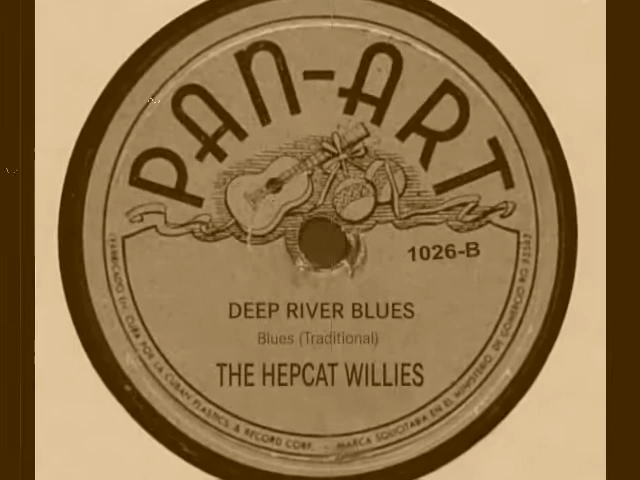 PAN-ART
1026-B
DEEP RIVER BLUES
Blues (Traditional)
THE HEPCAT WILLIES
FABRICADO EN CUBA POR LA CUBAN PLASTICS & RECORD CORP. - MARCA SOLICITADA EN EL MINISTERIO DE COMERCIO